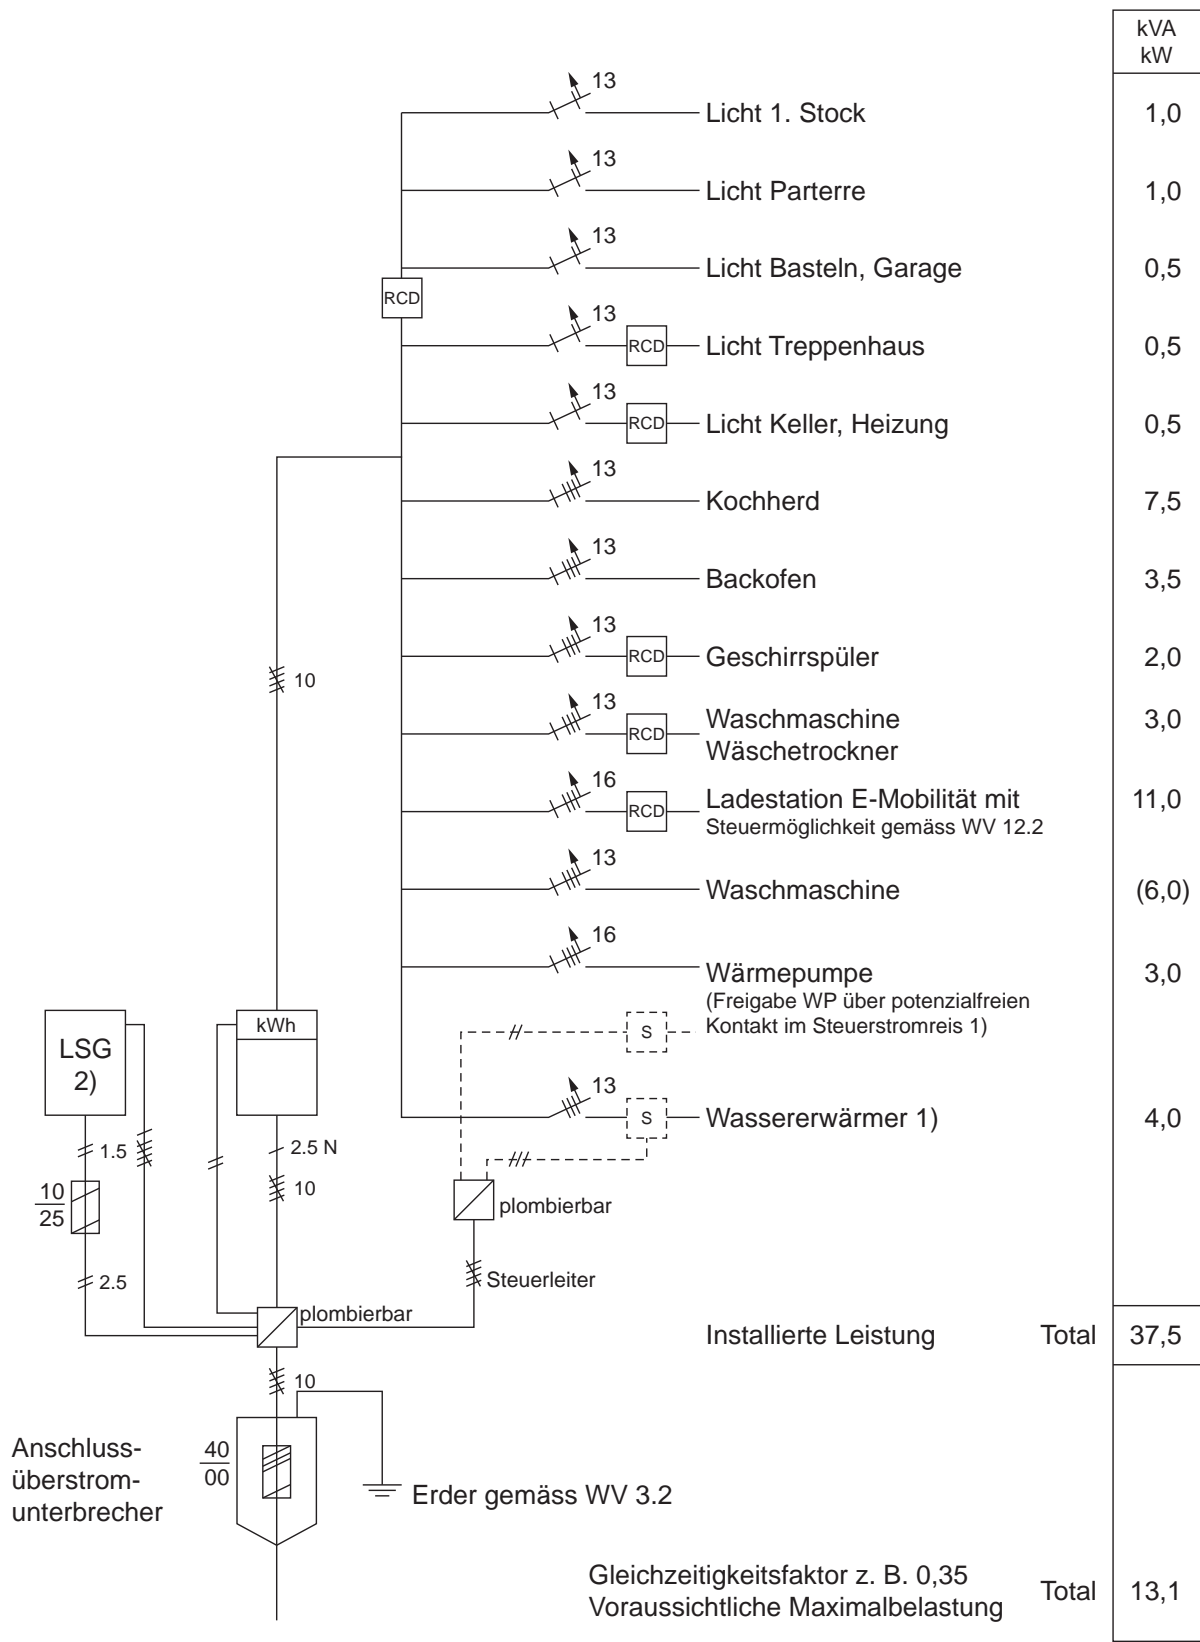 kVA
kW
13
Licht 1. Stock 1,0
13
Licht Parterre 1,0
13
Licht Basteln, Garage 0,5
RCD
13
RCD Licht Treppenhaus 0,5
13
RCD Licht Keller, Heizung 0,5
13
Kochherd 7,5
13
Backofen 3,5
13
RCD Geschirrspüler 2,0
10
13
RCD Waschmaschine 3,0
Wäschetrockner
16
RCD Ladestation E-Mobilität mit 11,0
Steuermöglichkeit gemäss WV 12.2
13
Waschmaschine (6,0)
16
Wärmepumpe 3,0
(Freigabe WP über potenzialfreien
Kontakt im Steuerstromreis 1)
S
kWh
LSG
2)
13
S Wassererwärmer 1) 4,0
1.5
2.5 N
10
10
25
plombierbar
2.5
Steuerleiter
plombierbar
Installierte Leistung Total 37,5
10
Anschluss-
überstrom-
unterbrecher
40
00
Erder gemäss WV 3.2
Gleichzeitigkeitsfaktor z. B. 0,35
Voraussichtliche Maximalbelastung Total 13,1